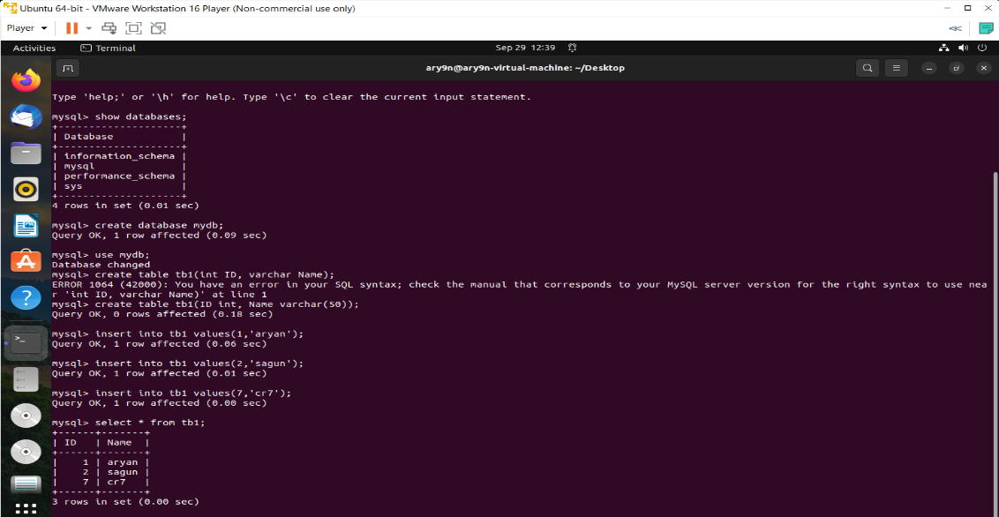 Ubuntu 64-bit - VMware Workstation 16 Player (Non-commercial use only)
Player
Activities Terminal Sep 29 12:39
ary9n@ary9n-virtual-machine: ~/Desktop
Type 'help;' or '\h' for help. Type '\c' to clear the current input statement.
mysql> show databases;
+--------------------+
| Database           |
+--------------------+
| information_schema |
| mysql              |
| performance_schema |
| sys                |
+--------------------+
4 rows in set (0.01 sec)
mysql> create database mydb;
Query OK, 1 row affected (0.09 sec)
mysql> use mydb;
Database changed
mysql> create table tb1(int ID, varchar Name);
ERROR 1064 (42000): You have an error in your SQL syntax; check the manual that corresponds to your MySQL server version for the right syntax to use nea
r 'int ID, varchar Name)' at line 1
mysql> create table tb1(ID int, Name varchar(50));
Query OK, 0 rows affected (0.18 sec)
mysql> insert into tb1 values(1,'aryan');
Query OK, 1 row affected (0.06 sec)
mysql> insert into tb1 values(2,'sagun');
Query OK, 1 row affected (0.01 sec)
mysql> insert into tb1 values(7,'cr7');
Query OK, 1 row affected (0.00 sec)
mysql> select * from tb1;
+------+-------+
| ID   | Name  |
+------+-------+
|    1 | aryan |
|    2 | sagun |
|    7 | cr7   |
+------+-------+
3 rows in set (0.00 sec)